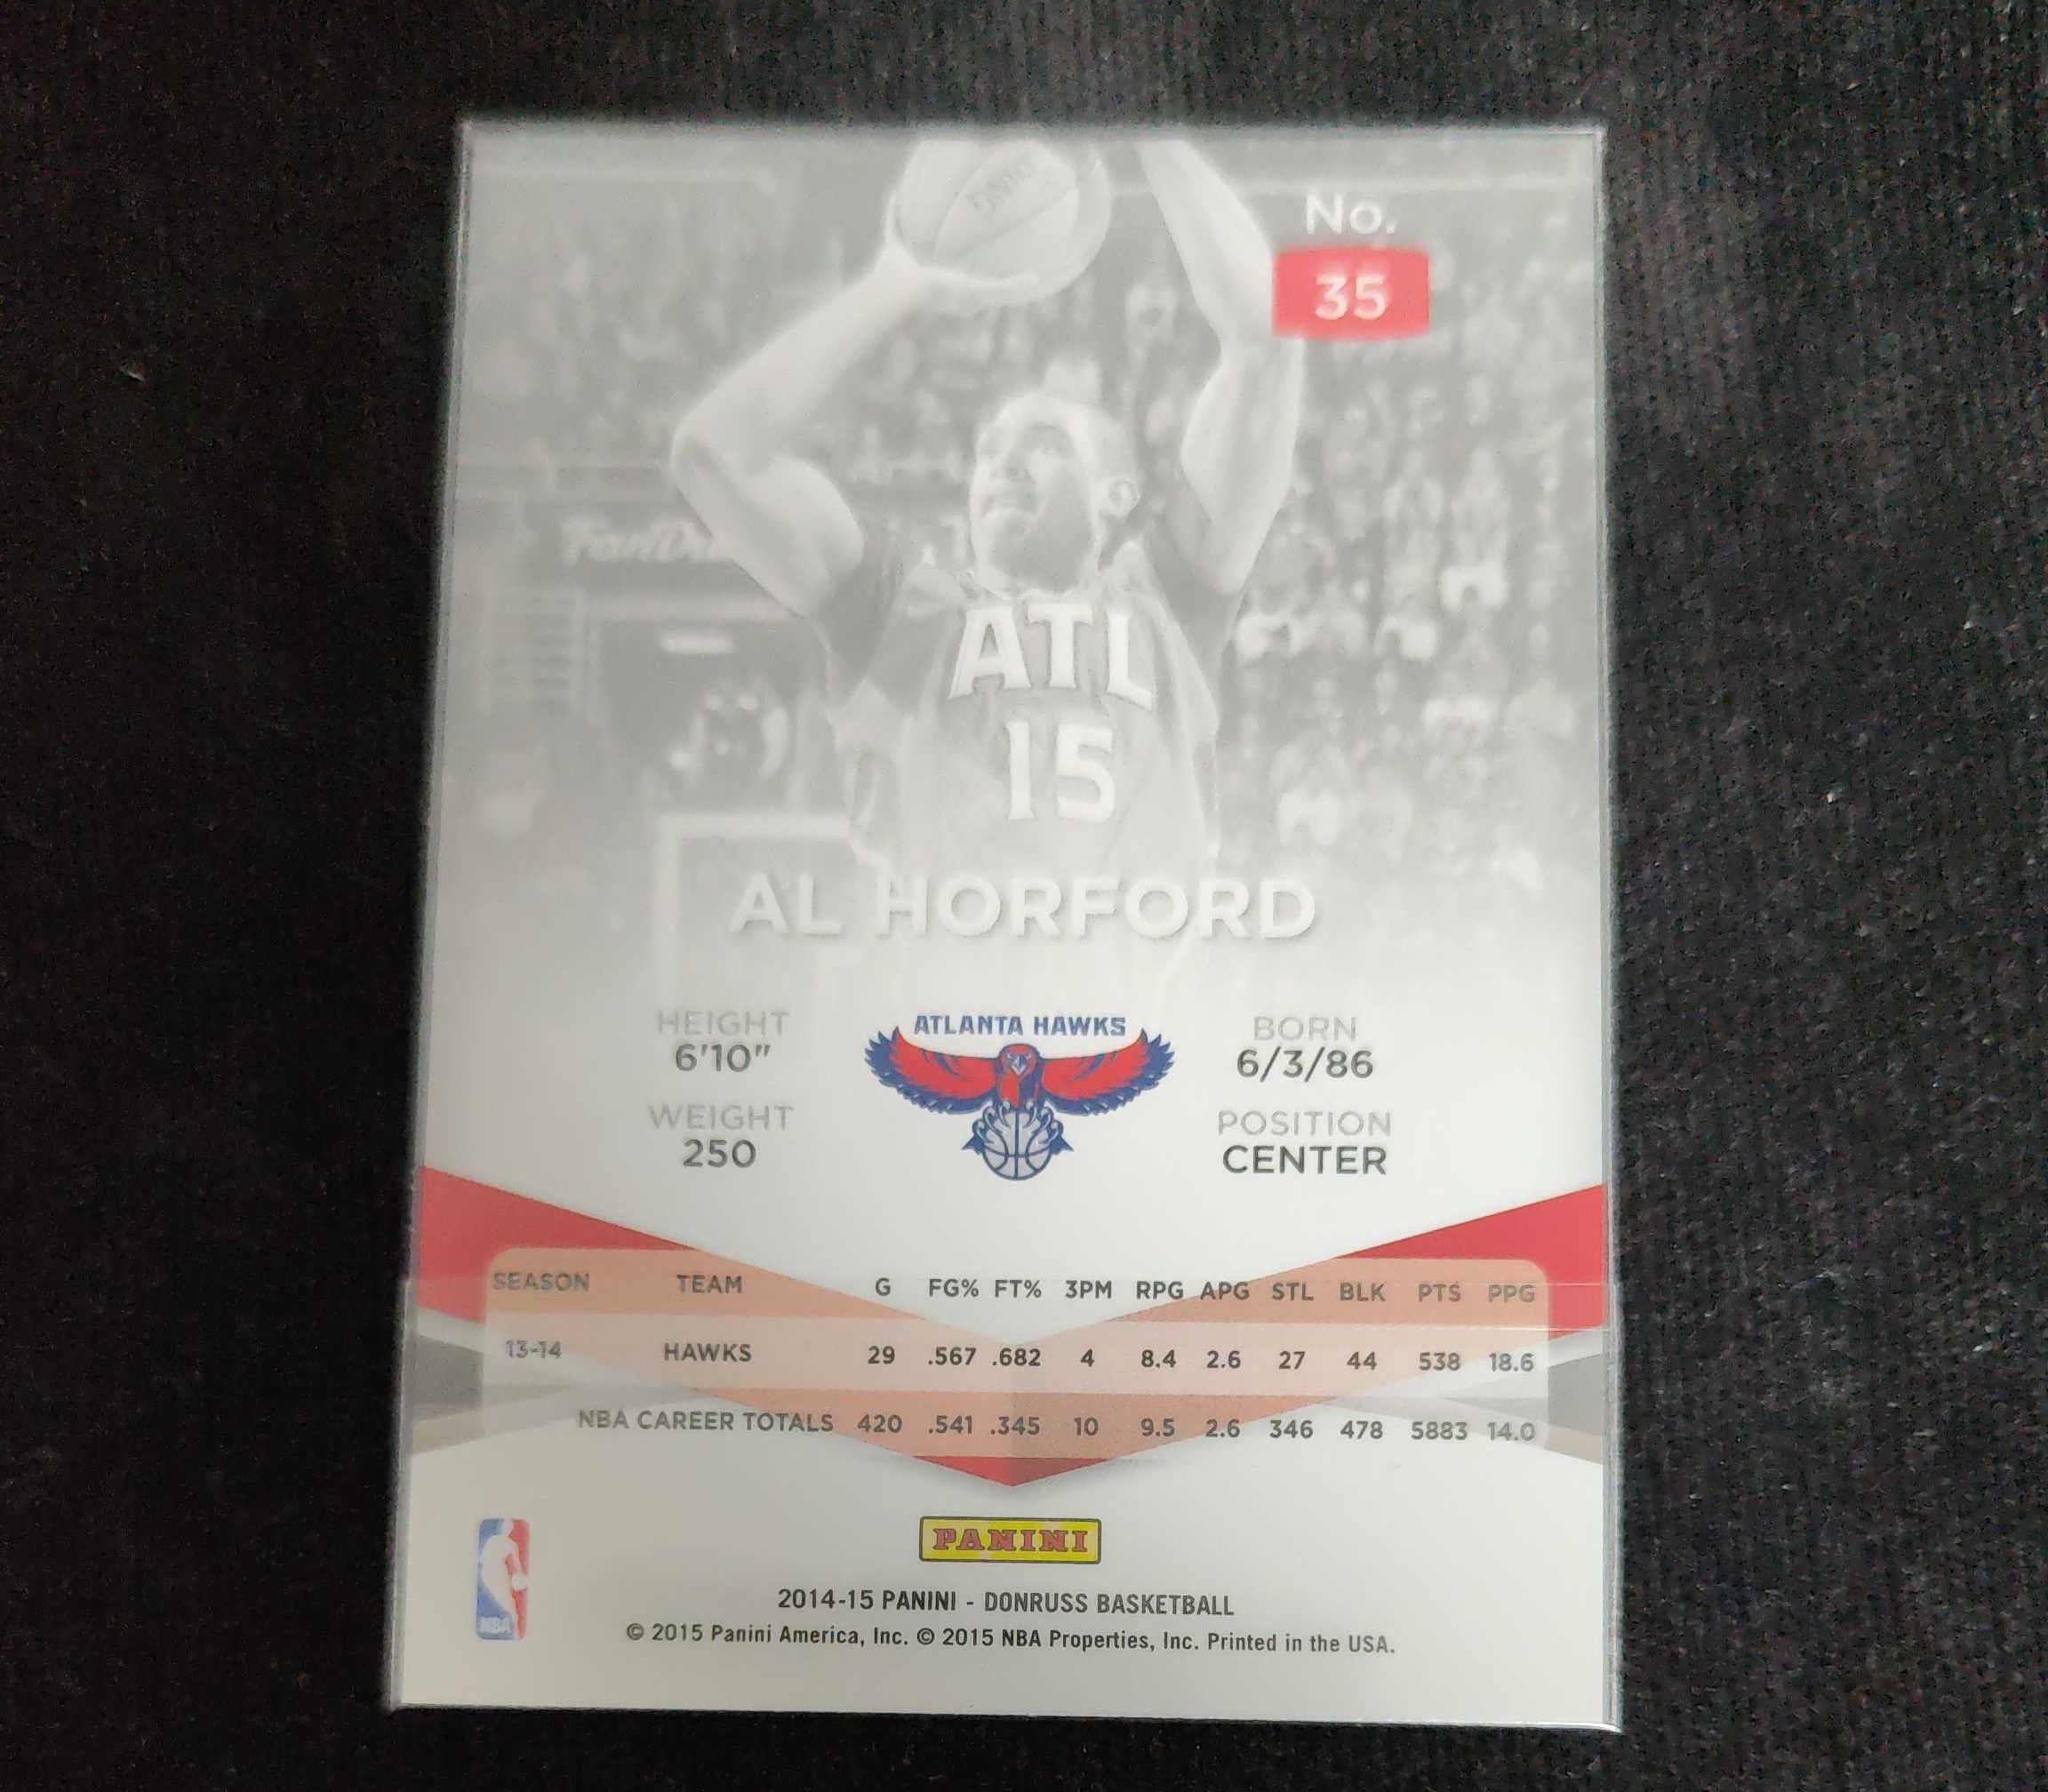 No.
35
ATL
15
AL HORFORD
HEIGHT
6'10"
WEIGHT
250
ATLANTA HAWKS
BORN
6/3/86
POSITION
CENTER
SEASON TEAM G FG% FT% 3PM RPG APG STL BLK PTS PPG
13-14 HAWKS 29 .567 .682 4 8.4 2.6 27 44 538 18.6
NBA CAREER TOTALS 420 .541 .345 10 9.5 2.6 346 478 5883 14.0
PANINI
NBA
2014-15 PANINI - DONRUSS BASKETBALL
© 2015 Panini America, Inc. © 2015 NBA Properties, Inc. Printed in the USA.